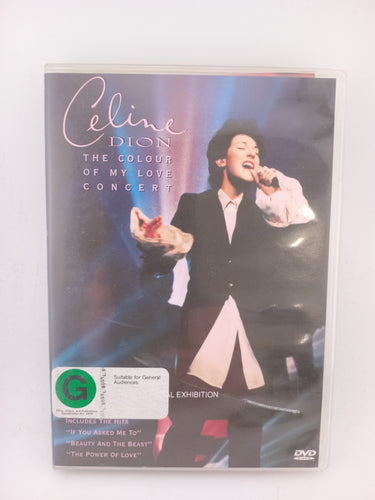 Celine
DION
THE COLOUR
OF MY LOVE
CONCERT
G
Suitable for General
Audiences
AL EXHIBITION
INCLUDES THE HITS
"IF YOU ASKED ME TO"
"BEAUTY AND THE BEAST"
"THE POWER OF LOVE"
DVD